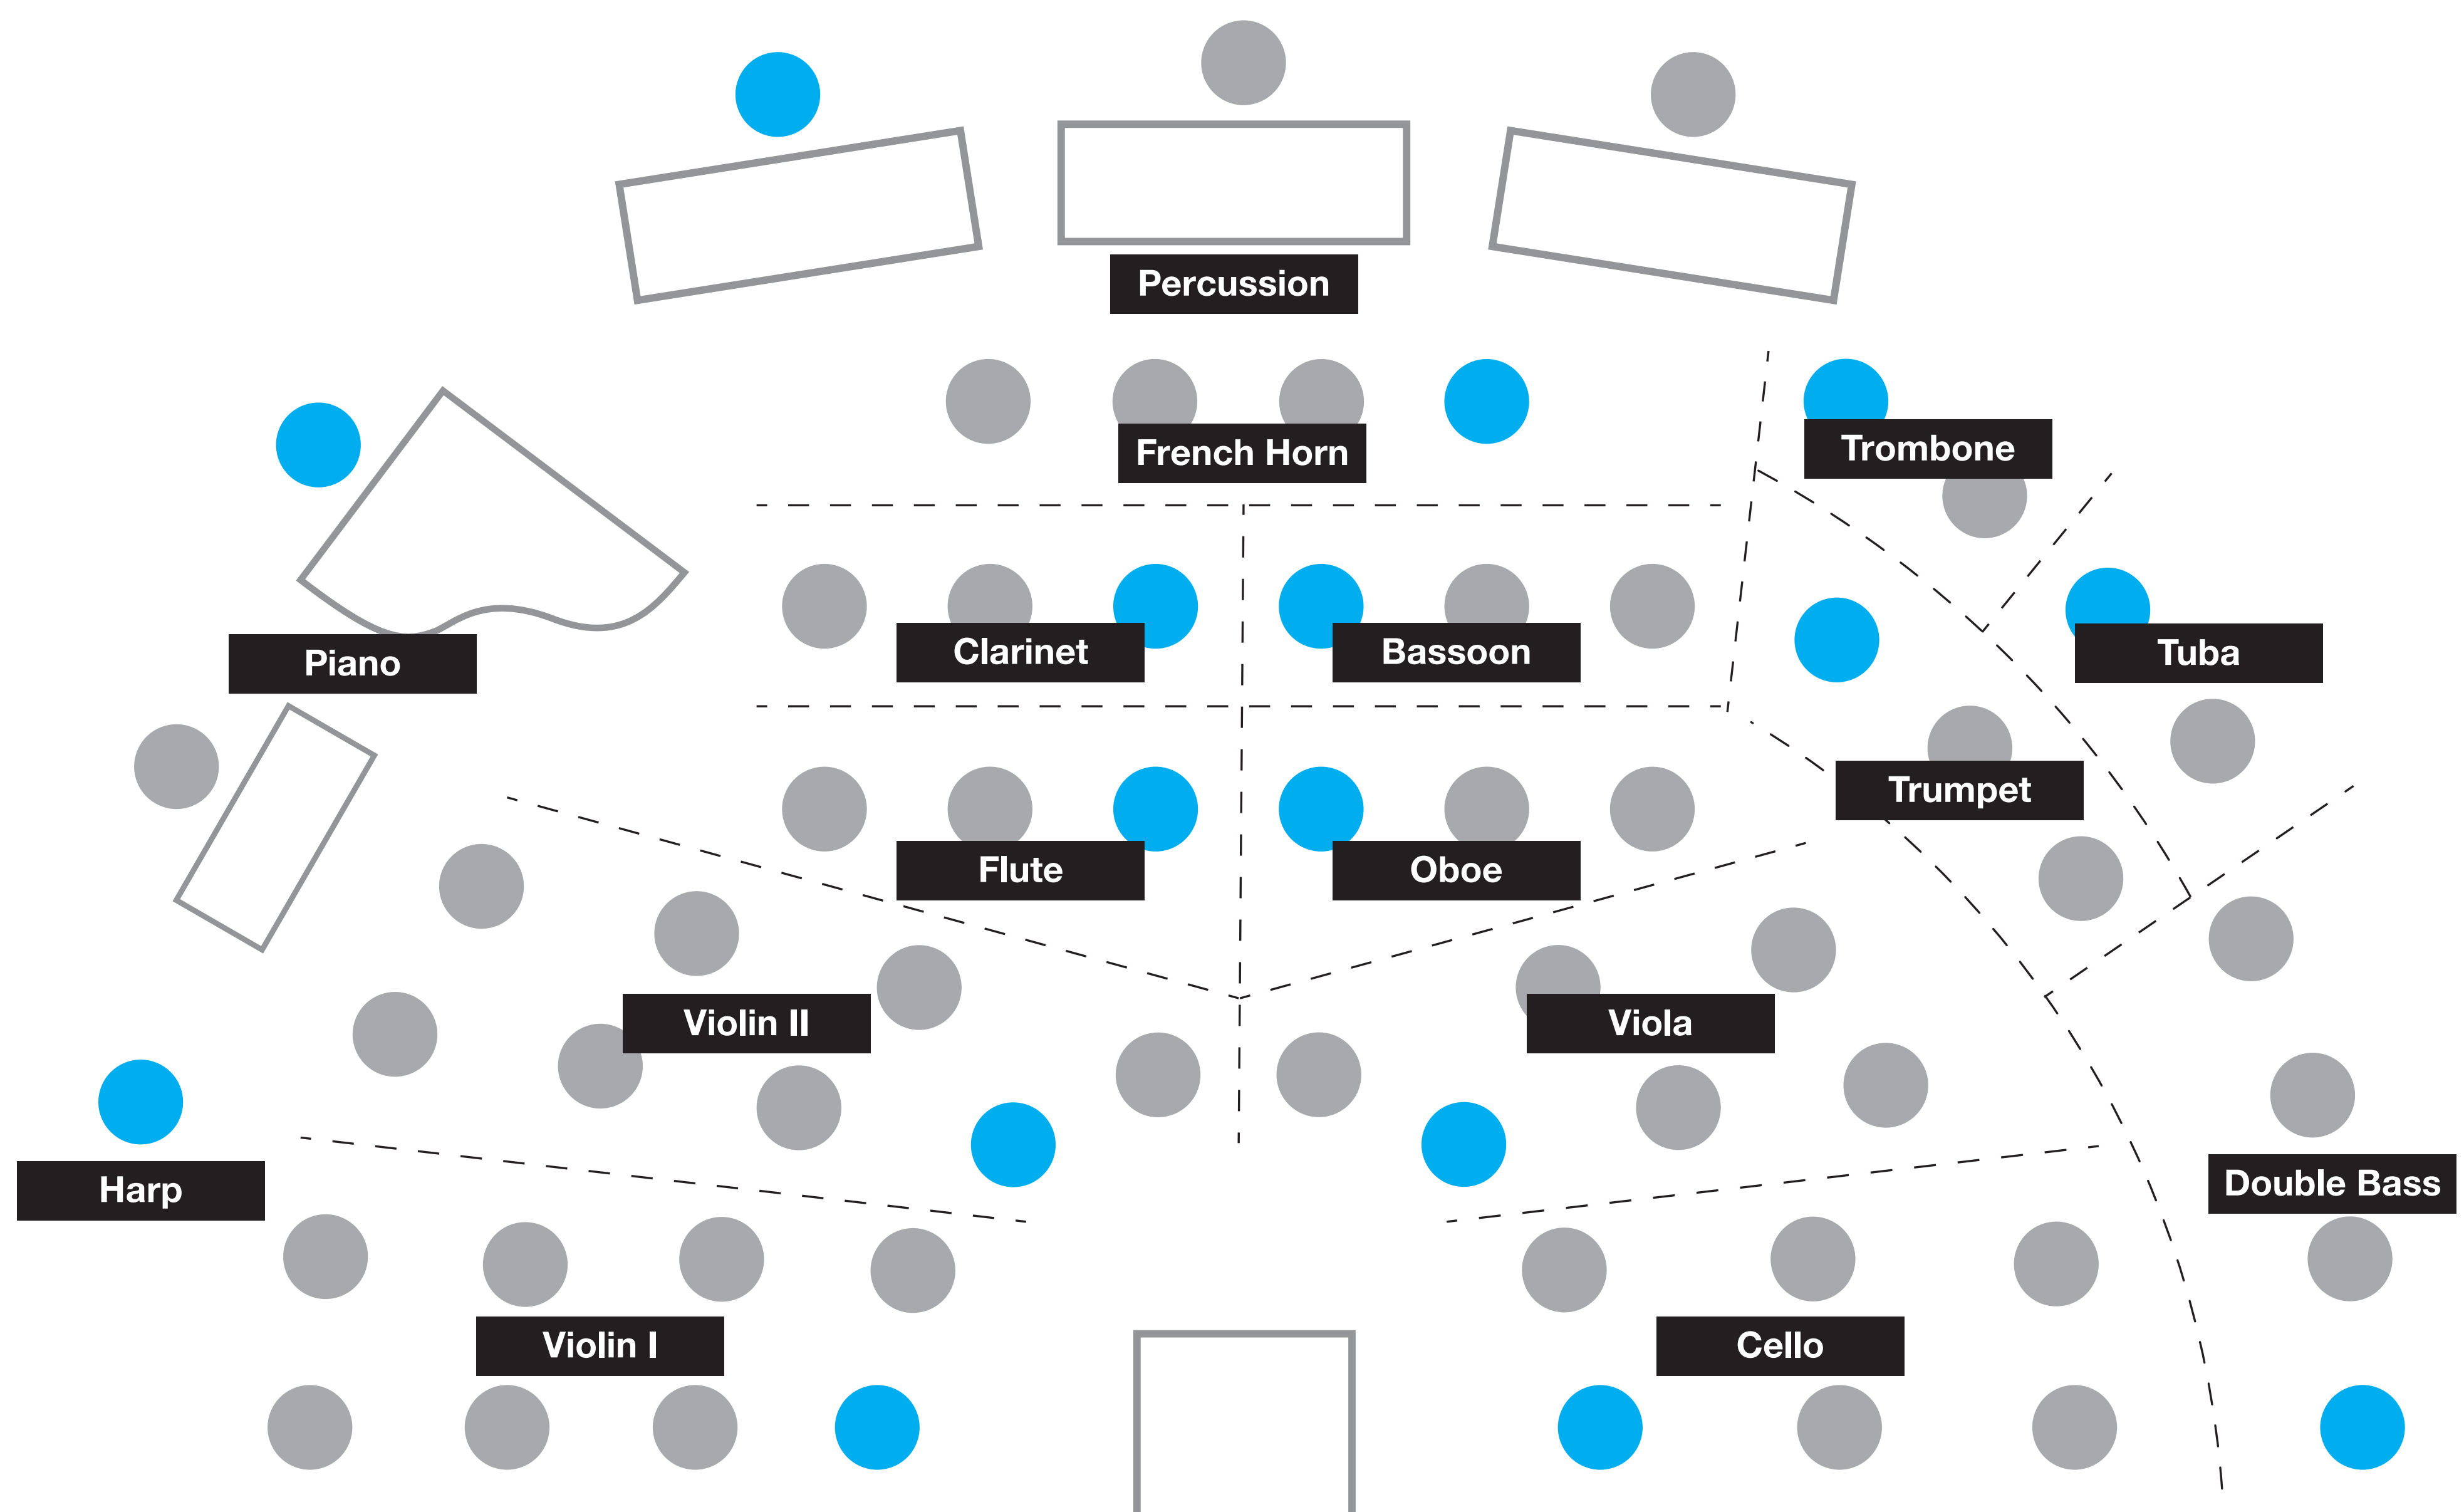 Percussion
French Horn
Trombone
Clarinet
Bassoon
Tuba
Piano
Trumpet
Flute
Oboe
Violin II
Viola
Harp
Double Bass
Violin I
Cello